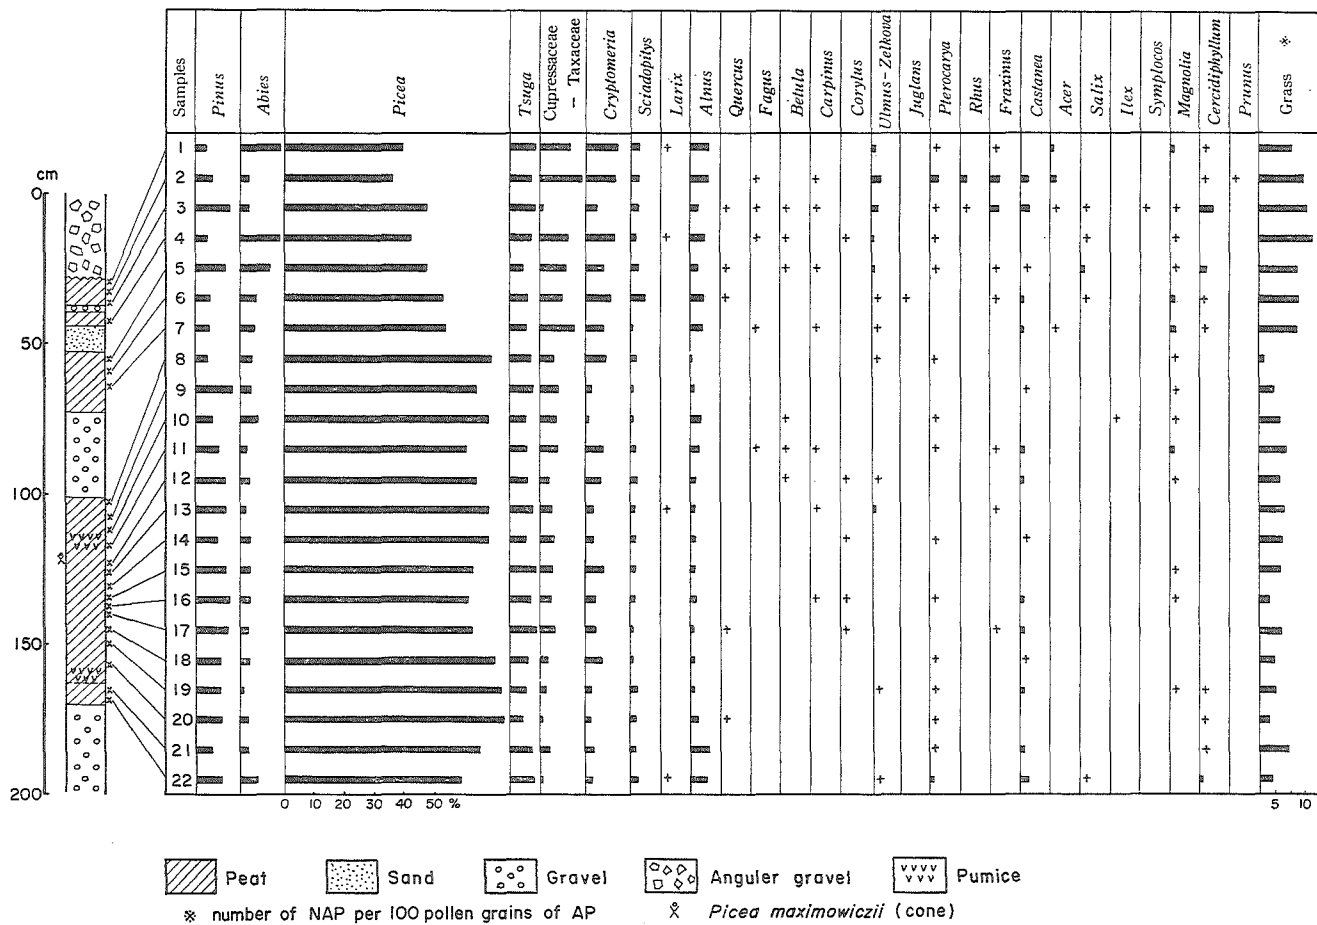 Samples
Pinus
Abies
Picea
Tsuga
Cupressaceae
– Taxaceae
Cryptomeria
Sciadopitys
Larix
Alnus
Quercus
Fagus
Betula
Carpinus
Corylus
Ulmus-Zelkova
Juglans
Pterocarya
Rhus
Fraxinus
Castanea
Acer
Salix
Ilex
Symplocos
Magnolia
Cercidiphyllum
Prunus
Grass ※
cm
0
50
100
150
200
1
2
3
4
5
6
7
8
9
10
11
12
13
14
15
16
17
18
19
20
21
22
0 10 20 30 40 50 %
5 10
Peat
Sand
Gravel
Anguler gravel
Pumice
※ number of NAP per 100 pollen grains of AP
Picea maximowiczii (cone)